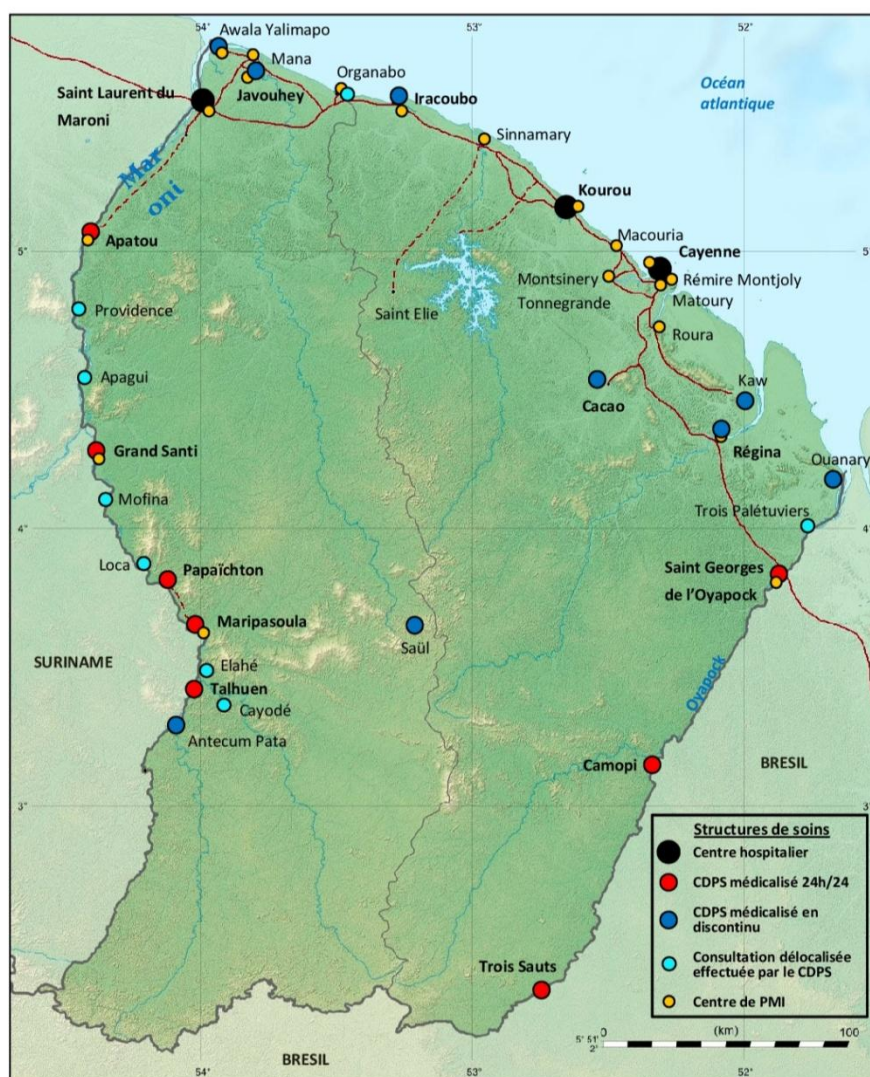 54°
53°
52°
Awala Yalimapo
Mana
Organabo
Océan
atlantique
Saint Laurent du
Maroni
Javouhey
Iracoubo
Sinnamary
Mar
oni
Kourou
Apatou
Macouria
5°
5°
Cayenne
Montsinery
Tonnegrande
Rémire Montjoly
Matoury
Providence
Saint Elie
Roura
Apagui
Cacao
Kaw
Grand Santi
Régina
Ouanary
Mofina
Trois Palétuviers
4°
4°
Loca
Papaïchton
Saint Georges
de l'Oyapock
Maripasoula
Saül
SURINAME
Elahé
Talhuen
Oyapock
Cayodé
Antecum Pata
Camopi
BRESIL
3°
3°
Structures de soins
Centre hospitalier
CDPS médicalisé 24h/24
CDPS médicalisé en
discontinu
Consultation délocalisée
effectuée par le CDPS
Centre de PMI
Trois Sauts
(km)
0
100
5° 51'
2'
BRESIL
54°
53°
52°